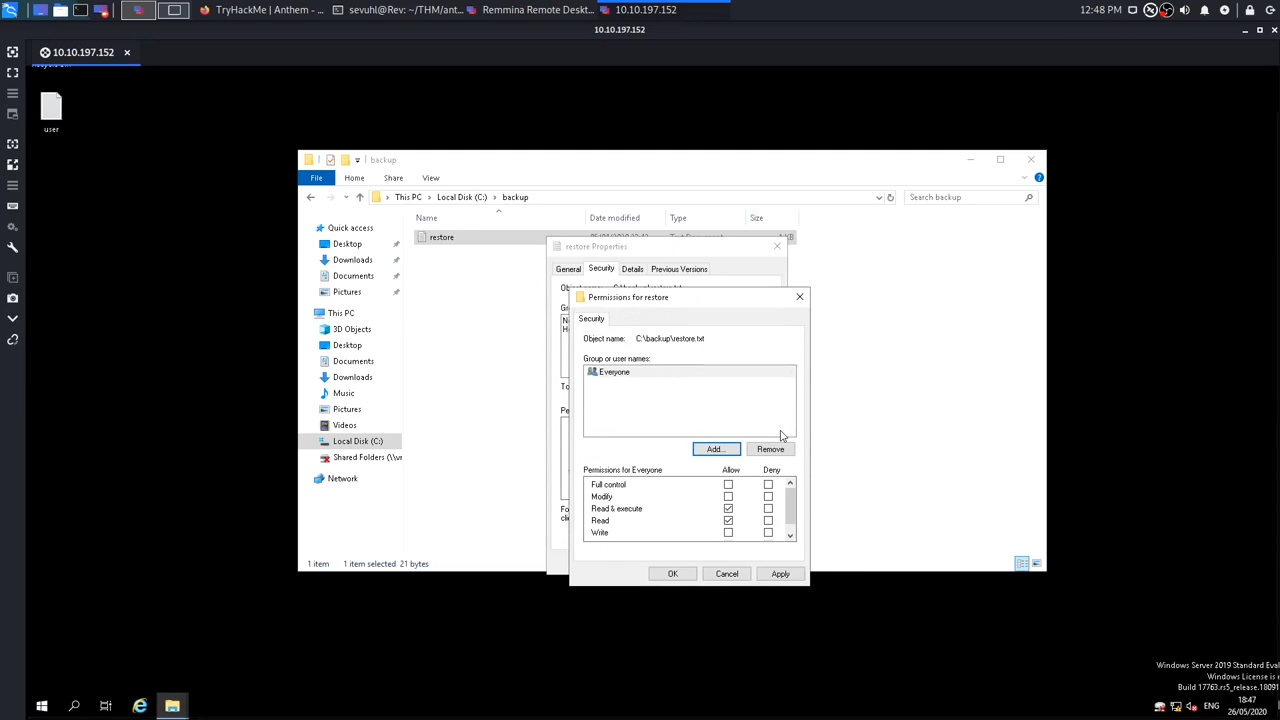 TryHackMe | Anthem - ...
sevuhl@Rev: ~/THM/ant...
Remmina Remote Deskt...
10.10.197.152
12:48 PM
10.10.197.152
10.10.197.152
user
backup
File
Home
Share
View
This PC
Local Disk (C:)
backup
Search backup
Name
Date modified
Type
Size
Quick access
Desktop
Downloads
Documents
Pictures
This PC
3D Objects
Desktop
Documents
Downloads
Music
Pictures
Videos
Local Disk (C:)
Shared Folders (\\vr
Network
restore
restore Properties
General
Security
Details
Previous Versions
Permissions for restore
Security
Object name: C:\backup\restore.txt
Group or user names:
Everyone
Add...
Remove
Permissions for Everyone
Allow
Deny
Full control
Modify
Read & execute
Read
Write
OK
Cancel
Apply
1 item
1 item selected 21 bytes
Windows Server 2019 Standard Eval
Windows License is e
Build 17763.rs5_release.18091
ENG
18:47
26/05/2020